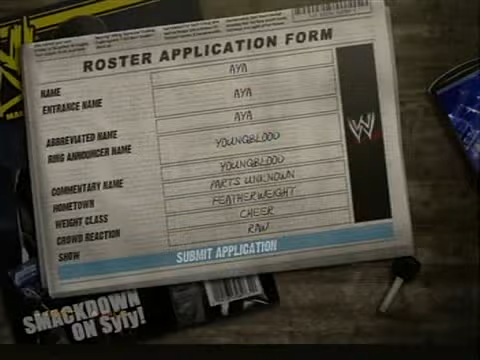 ROSTER APPLICATION FORM
NAME AYA
ENTRANCE NAME AYA
AYA
ABBREVIATED NAME YOUNGBLOOD
RING ANNOUNCER NAME YOUNGBLOOD
COMMENTARY NAME PARTS UNKNOWN
HOMETOWN FEATHERWEIGHT
WEIGHT CLASS CHEER
CROWD REACTION RAW
SHOW
SUBMIT APPLICATION
SMACKDOWN
ON Syfy!